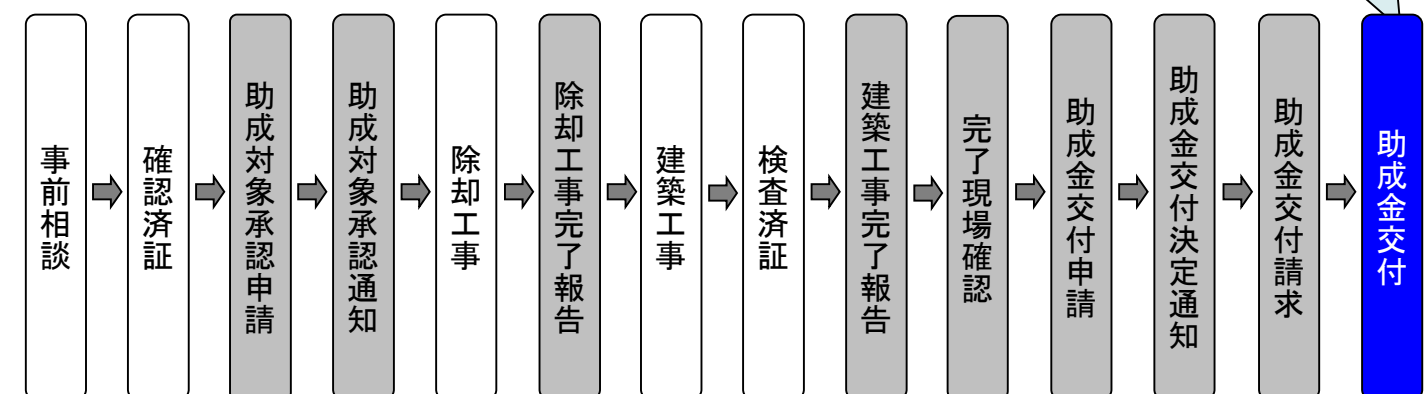 事前相談
確認済証
助成対象承認申請
助成対象承認通知
除却工事
除却工事完了報告
建築工事
検査済証
建築工事完了報告
完了現場確認
助成金交付申請
助成金交付決定通知
助成金交付請求
助成金交付